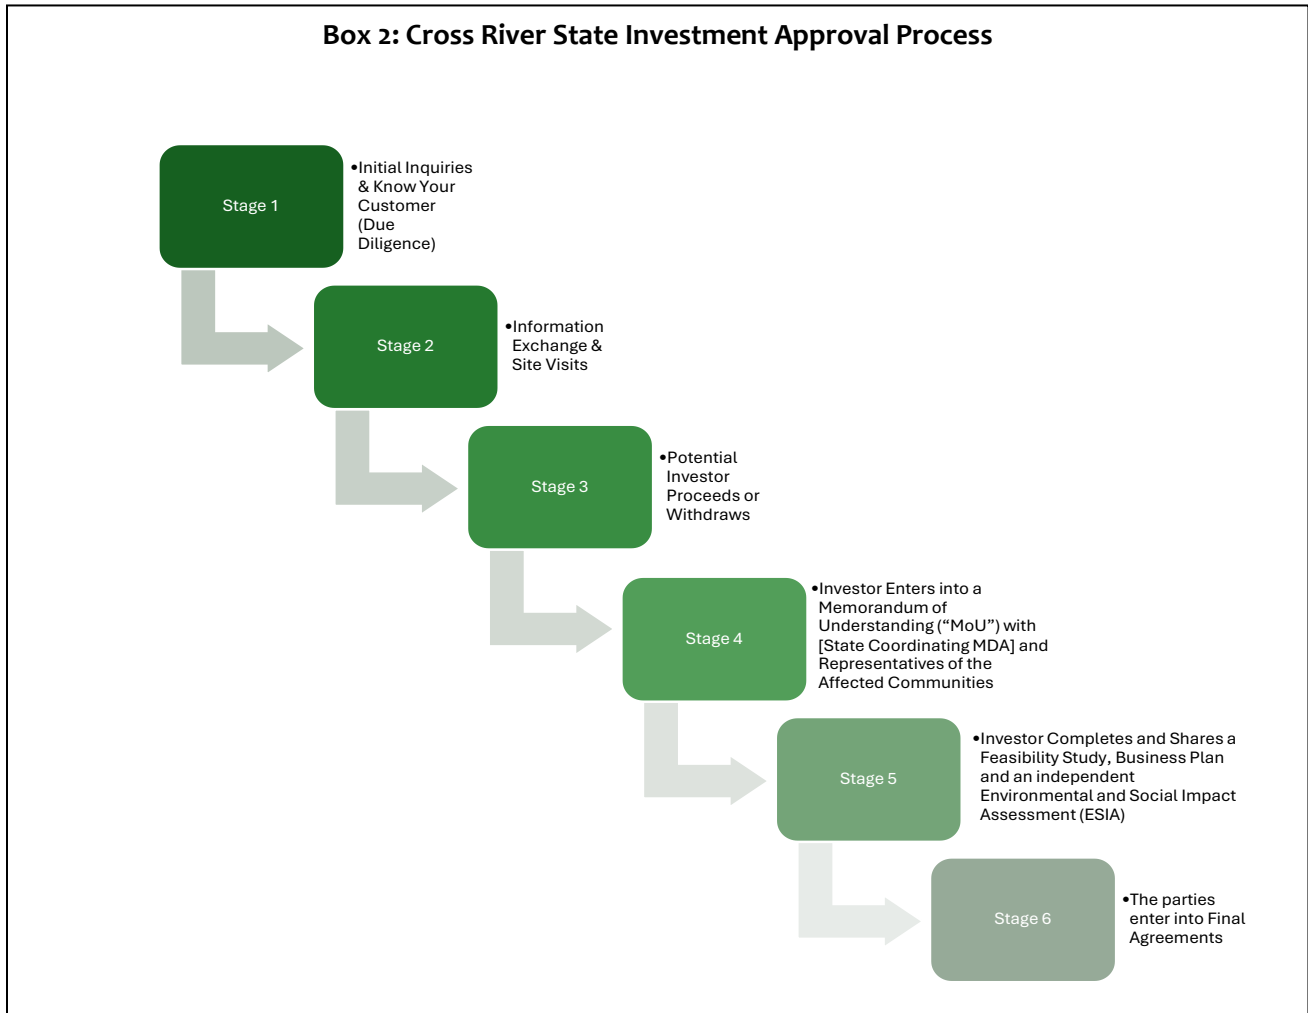 Box 2: Cross River State Investment Approval Process
Stage 1
•Initial Inquiries
& Know Your
Customer
(Due
Diligence)
Stage 2
•Information
Exchange &
Site Visits
Stage 3
•Potential
Investor
Proceeds or
Withdraws
Stage 4
•Investor Enters into a
Memorandum of
Understanding (“MoU”) with
[State Coordinating MDA] and
Representatives of the
Affected Communities
Stage 5
•Investor Completes and Shares a
Feasibility Study, Business Plan
and an independent
Environmental and Social Impact
Assessment (ESIA)
Stage 6
•The parties
enter into Final
Agreements